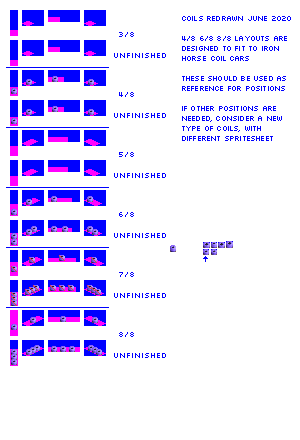 COILS REDRAWN JUNE 2020
4/8 6/8 8/8 LAYOUTS ARE
DESIGNED TO FIT TO IRON
HORSE COIL CARS
THESE SHOULD BE USED AS
REFERENCE FOR POSITIONS
IF OTHER POSITIONS ARE
NEEDED, CONSIDER A NEW
TYPE OF COILS, WITH
DIFFERENT SPRITESHEET
3/8
UNFINISHED
4/8
UNFINISHED
5/8
UNFINISHED
6/8
UNFINISHED
7/8
UNFINISHED
8/8
UNFINISHED